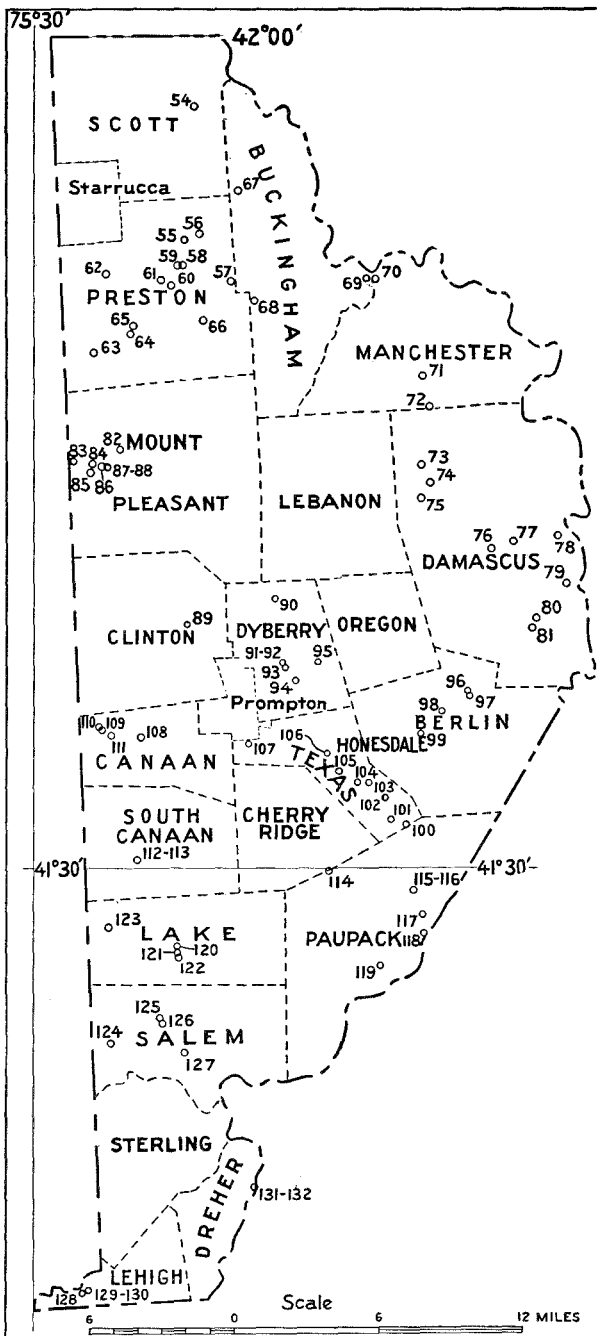 75°30' 42°00'
54
SCOTT
Starrucca
67
BUCKINGHAM
56
55
59 58
62
61 60
57
69 70
PRESTON
68
65
66
64
63
MANCHESTER
71
72
82 MOUNT
83 84
87-88
85 86
PLEASANT
LEBANON
73
74
75
76 77 78
DAMASCUS
79
80
81
90
89
CLINTON
DYBERRY
OREGON
91-92 95
93
94
Prompton
96
97
98
BERLIN
99
110 109
111 108
CANAAN
107
106
HONESDALE
TEXAS
105
104
103
102
101
100
SOUTH
CANAAN
CHERRY
RIDGE
112-113
41°30' 41°30'
114
115-116
123
LAKE
120
121
122
PAUPACK
117
118
119
125
126
124
SALEM
127
STERLING
DREHER
131-132
LEHIGH
128 129-130
Scale
6 0 6 12 MILES